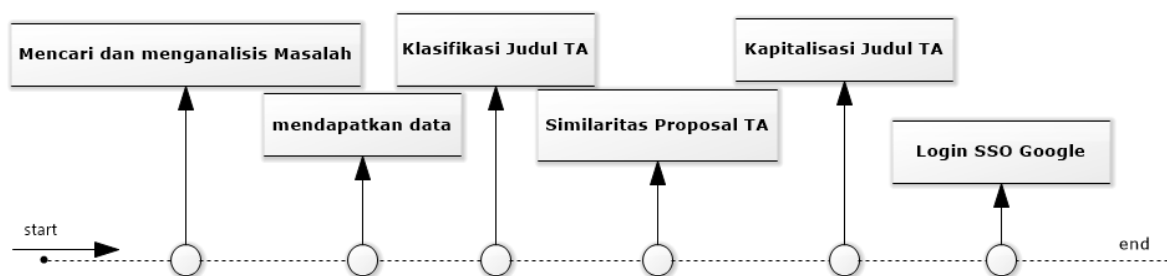 Mencari dan menganalisis Masalah
mendapatkan data
Klasifikasi Judul TA
Similaritas Proposal TA
Kapitalisasi Judul TA
Login SSO Google
start
end